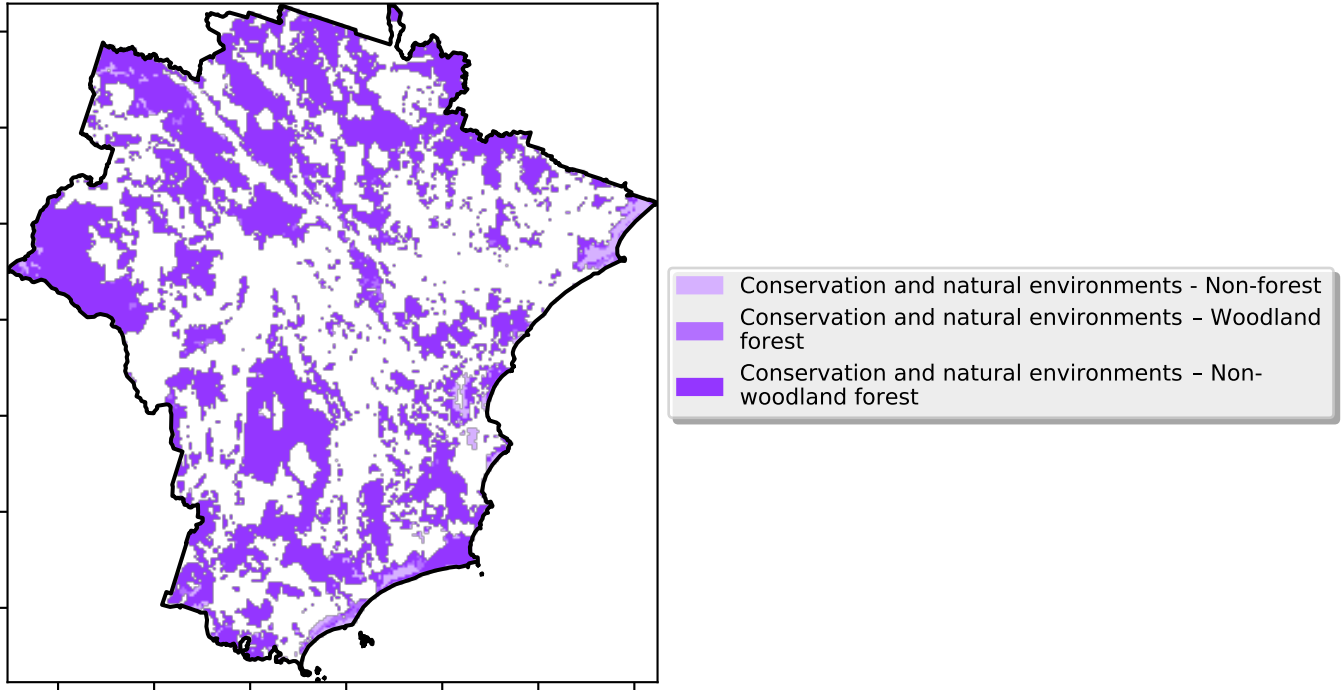 Conservation and natural environments - Non-forest
Conservation and natural environments – Woodland
forest
Conservation and natural environments – Non-
woodland forest